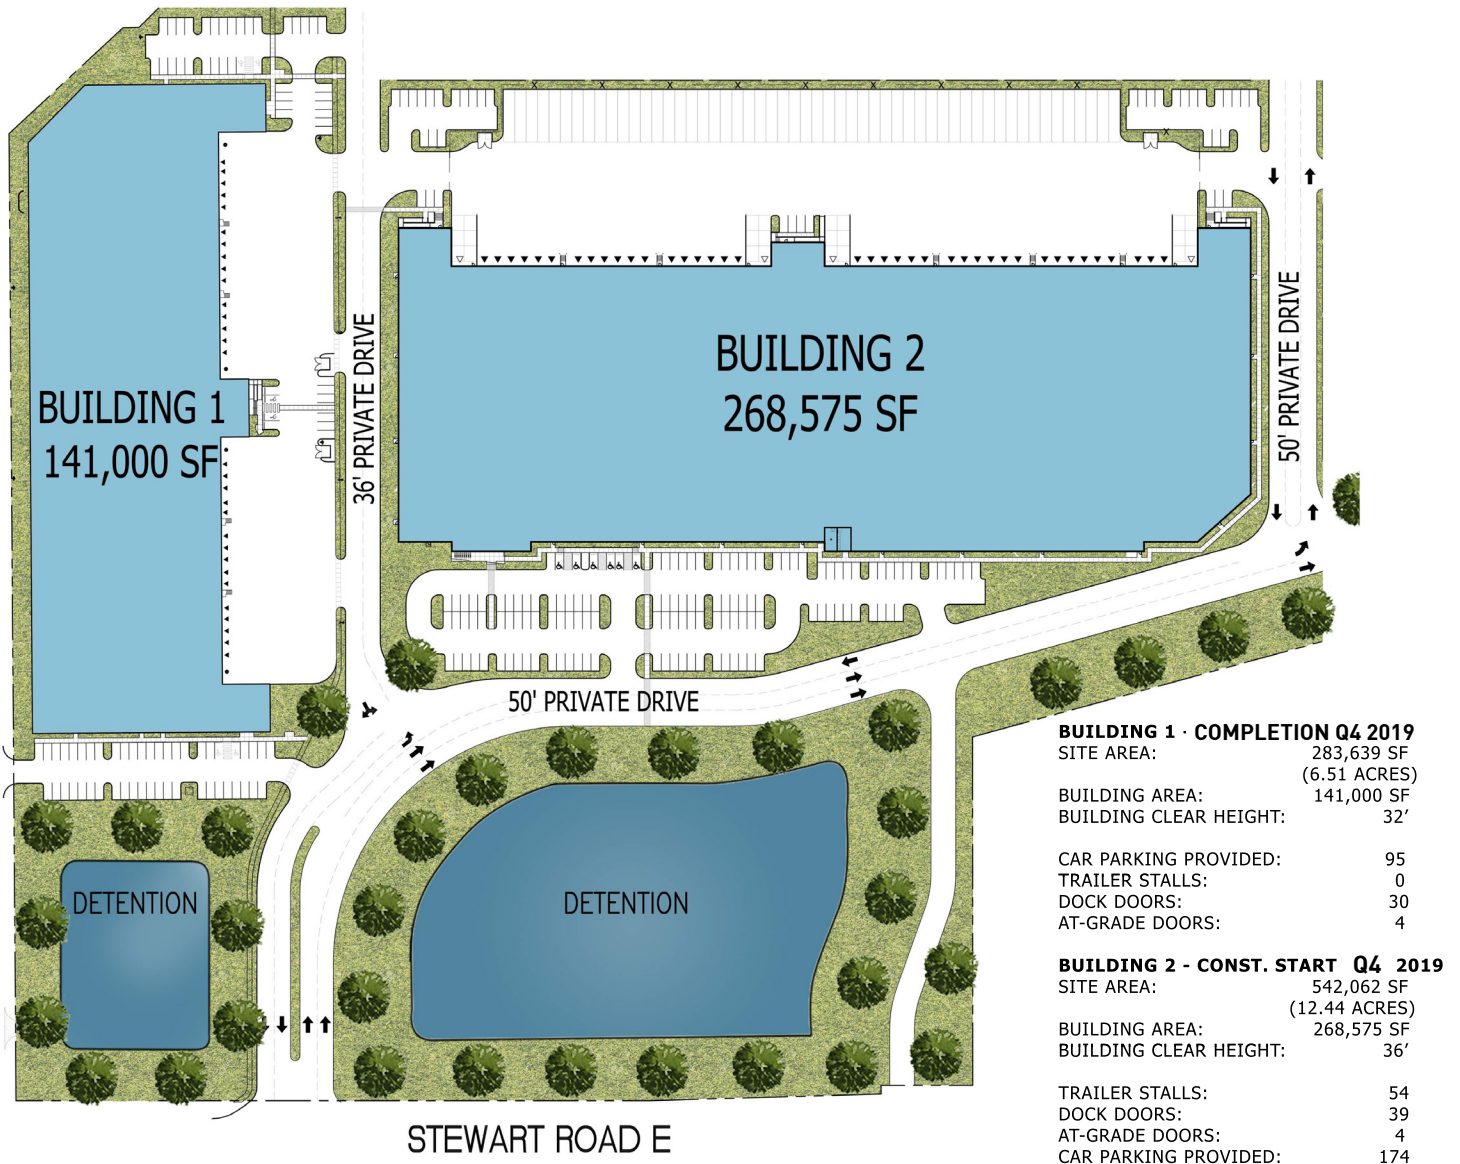 BUILDING 1
141,000 SF
36' PRIVATE DRIVE
BUILDING 2
268,575 SF
50' PRIVATE DRIVE
50' PRIVATE DRIVE
DETENTION
DETENTION
STEWART ROAD E
BUILDING 1 · COMPLETION Q4 2019
SITE AREA: 283,639 SF
(6.51 ACRES)
BUILDING AREA: 141,000 SF
BUILDING CLEAR HEIGHT: 32’
CAR PARKING PROVIDED: 95
TRAILER STALLS: 0
DOCK DOORS: 30
AT-GRADE DOORS: 4
BUILDING 2 - CONST. START Q4 2019
SITE AREA: 542,062 SF
(12.44 ACRES)
BUILDING AREA: 268,575 SF
BUILDING CLEAR HEIGHT: 36’
TRAILER STALLS: 54
DOCK DOORS: 39
AT-GRADE DOORS: 4
CAR PARKING PROVIDED: 174